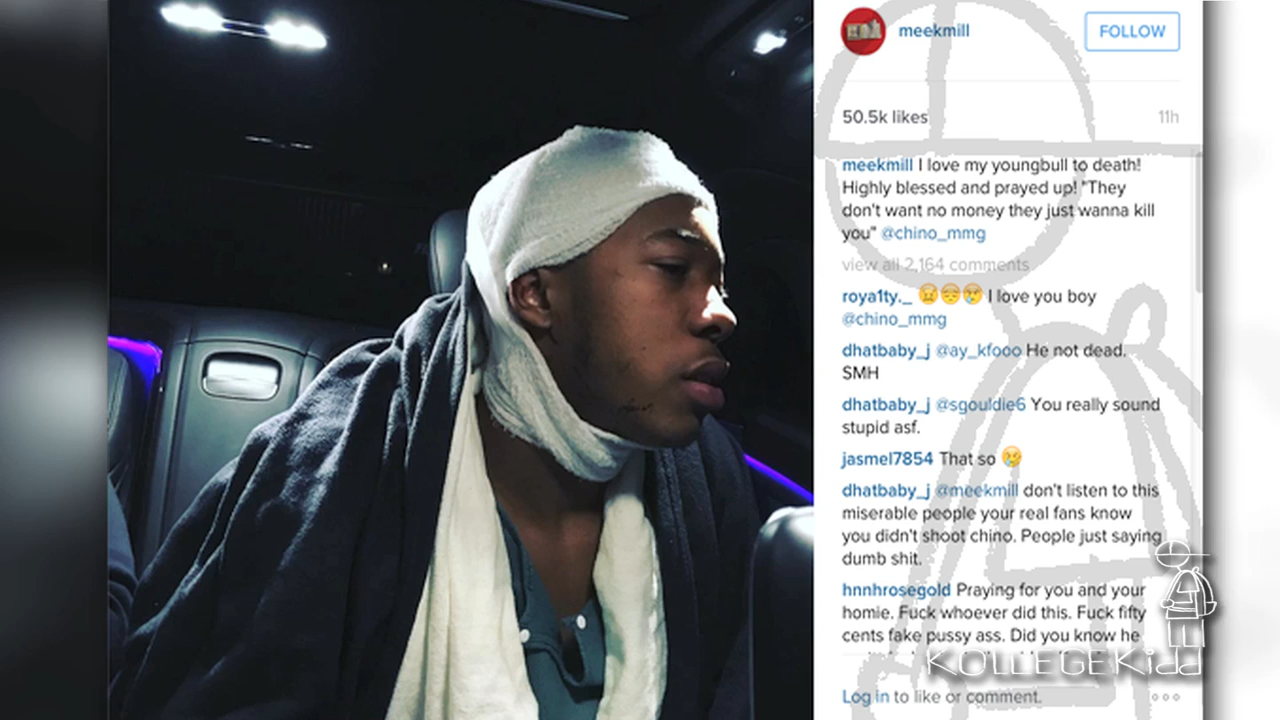 meekmill
FOLLOW
50.5k likes
11h
meekmill I love my youngbull to death!
Highly blessed and prayed up! "They
don't want no money they just wanna kill
you" @chino_mmg
view all 2,164 comments
roya1ty._ 😣😔😢 I love you boy
@chino_mmg
dhatbaby_j @ay_kfooo He not dead.
SMH
dhatbaby_j @sgouldie6 You really sound
stupid asf.
jasmel7854 That so 😢
dhatbaby_j @meekmill don't listen to this
miserable people your real fans know
you didn't shoot chino. People just saying
dumb shit.
hnnhrosegold Praying for you and your
homie. Fuck whoever did this. Fuck fifty
cents fake pussy ass. Did you know he
KOLLEGEKidd
Log in to like or comment.